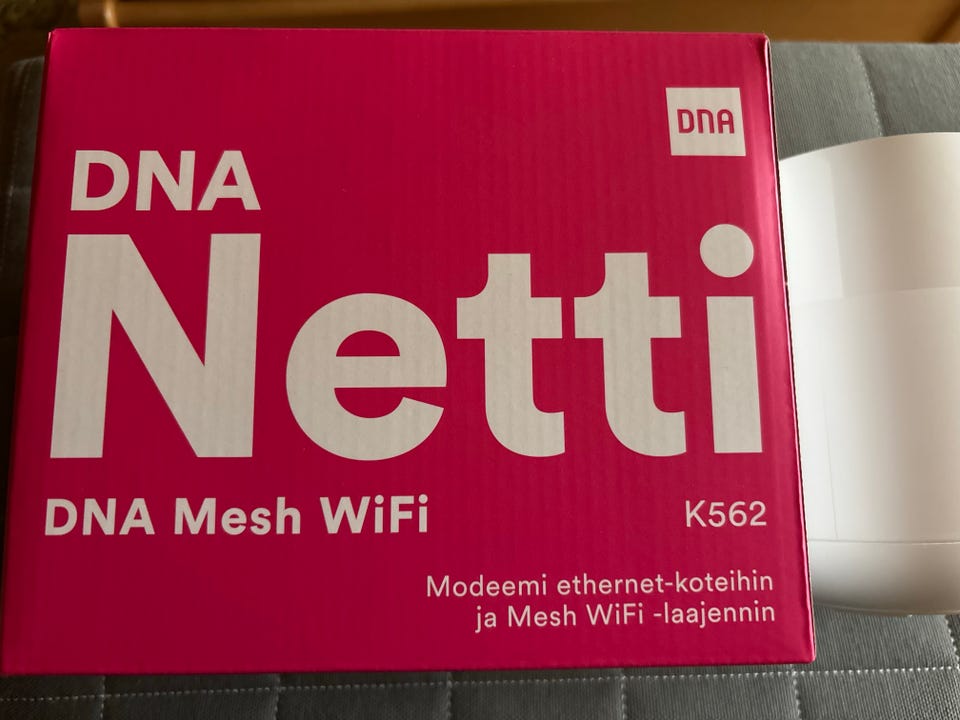 DNA
DNA
Netti
DNA Mesh WiFi
K562
Modeemi ethernet-koteihin
ja Mesh WiFi -laajennin